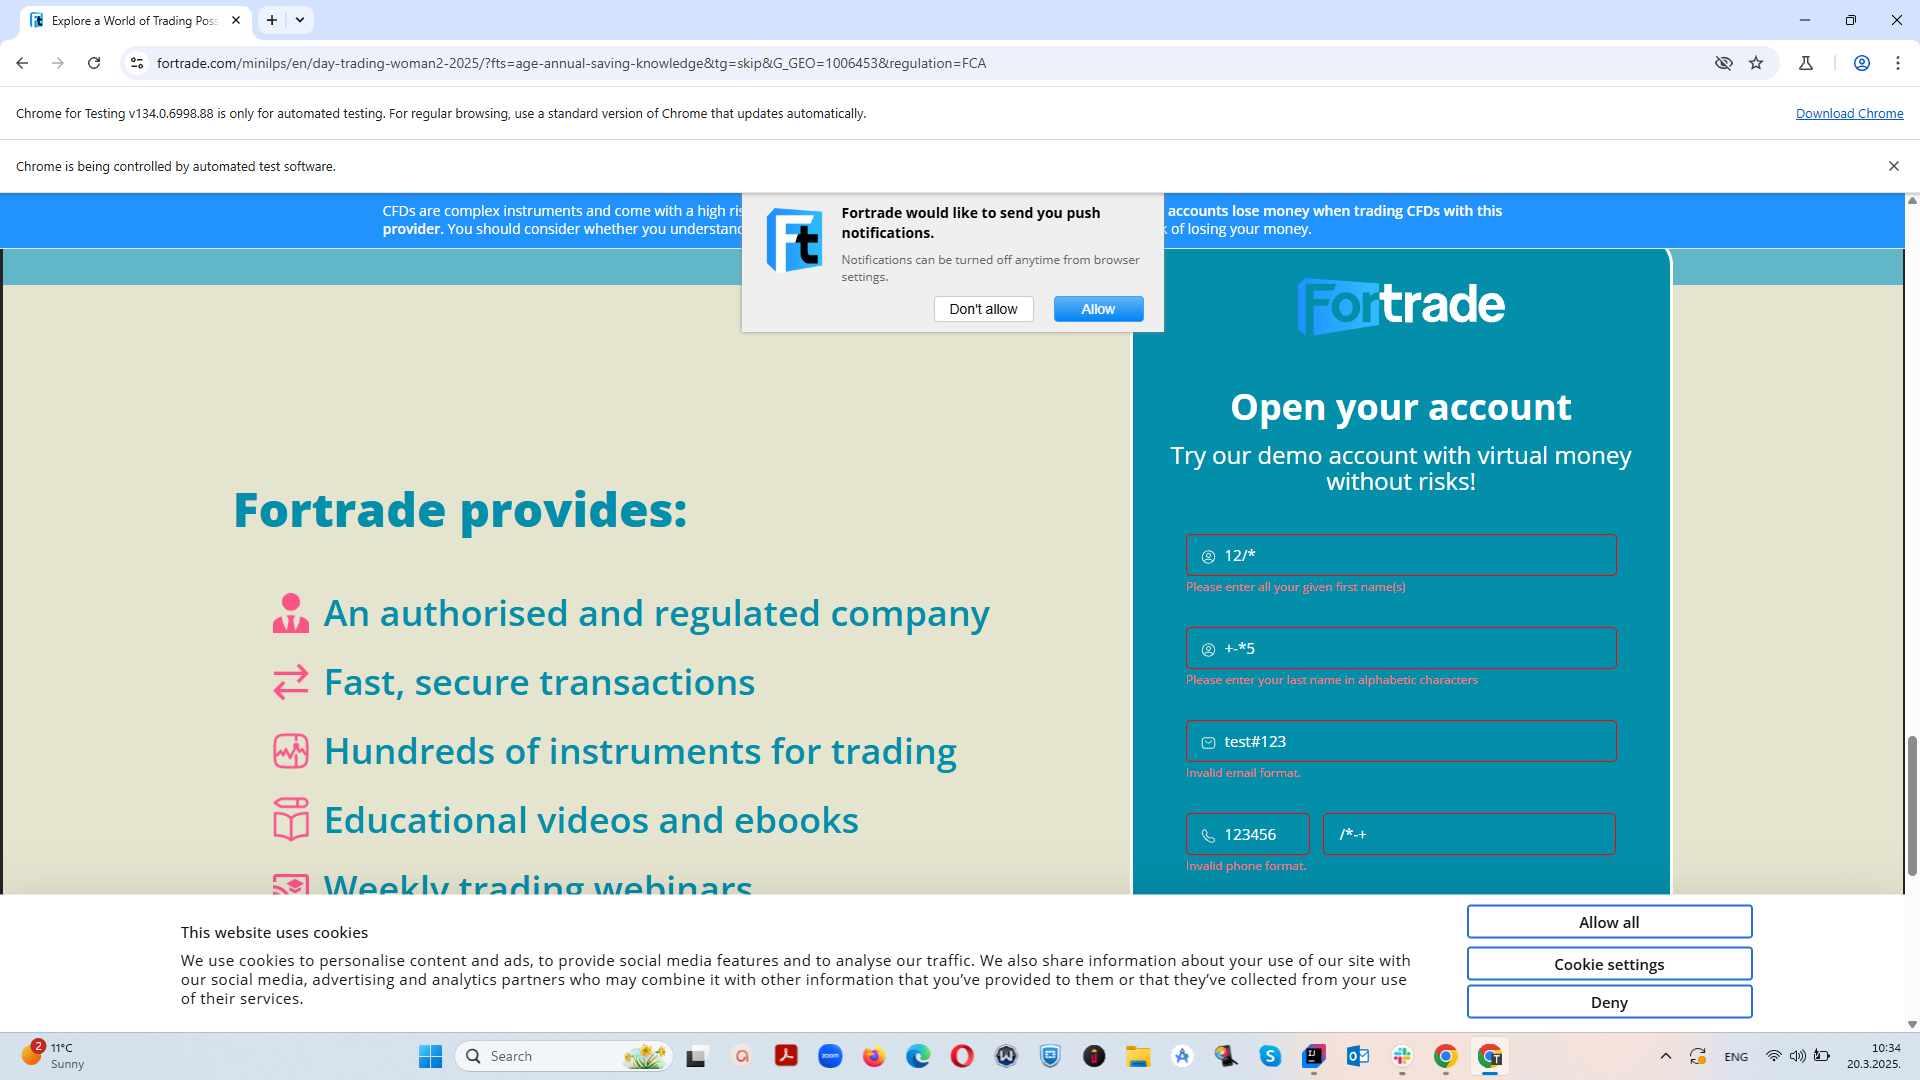 Explore a World of Trading Poss
fortrade.com/minilps/en/day-trading-woman2-2025/?fts=age-annual-saving-knowledge&tg=skip&G_GEO=1006453&regulation=FCA
Chrome for Testing v134.0.6998.88 is only for automated testing. For regular browsing, use a standard version of Chrome that updates automatically.
Download Chrome
Chrome is being controlled by automated test software.
CFDs are complex instruments and come with a high ris
accounts lose money when trading CFDs with this
provider. You should consider whether you understand
of losing your money.
Ft
Fortrade would like to send you push
notifications.
Notifications can be turned off anytime from browser
settings.
Don't allow
Allow
Fortrade
Open your account
Try our demo account with virtual money
without risks!
12/*
Please enter all your given first name(s)
+-*5
Please enter your last name in alphabetic characters
test#123
Invalid email format.
123456
/*-+
Invalid phone format.
Fortrade provides:
An authorised and regulated company
Fast, secure transactions
Hundreds of instruments for trading
Educational videos and ebooks
Weekly trading webinars
This website uses cookies
We use cookies to personalise content and ads, to provide social media features and to analyse our traffic. We also share information about your use of our site with
our social media, advertising and analytics partners who may combine it with other information that you've provided to them or that they've collected from your use
of their services.
Allow all
Cookie settings
Deny
2
11°C
Sunny
Search
zoom
ENG
10:34
20.3.2025.